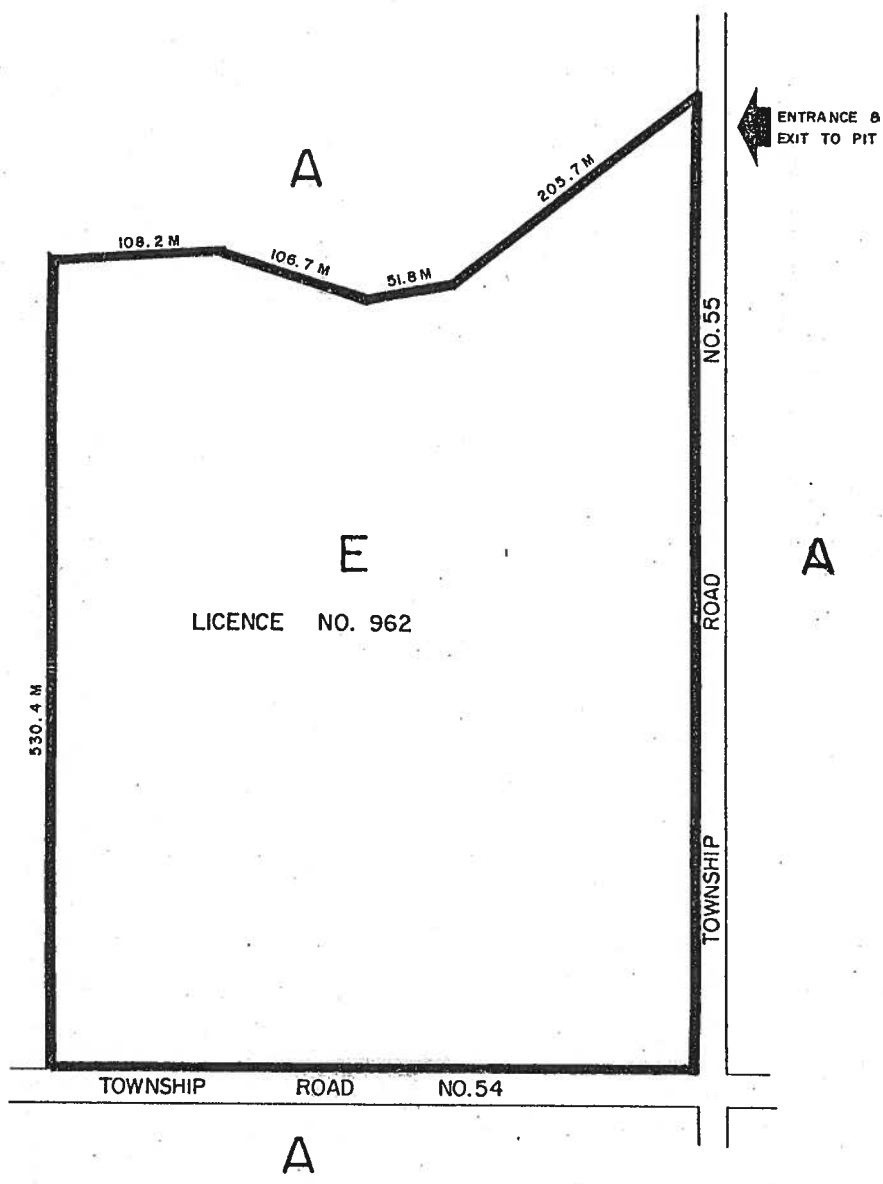 ENTRANCE &
EXIT TO PIT
A
205.7 M
108.2 M
106.7 M
51.8 M
TOWNSHIP ROAD NO.55
E
A
LICENCE NO. 962
530.4 M
TOWNSHIP ROAD NO.54
A